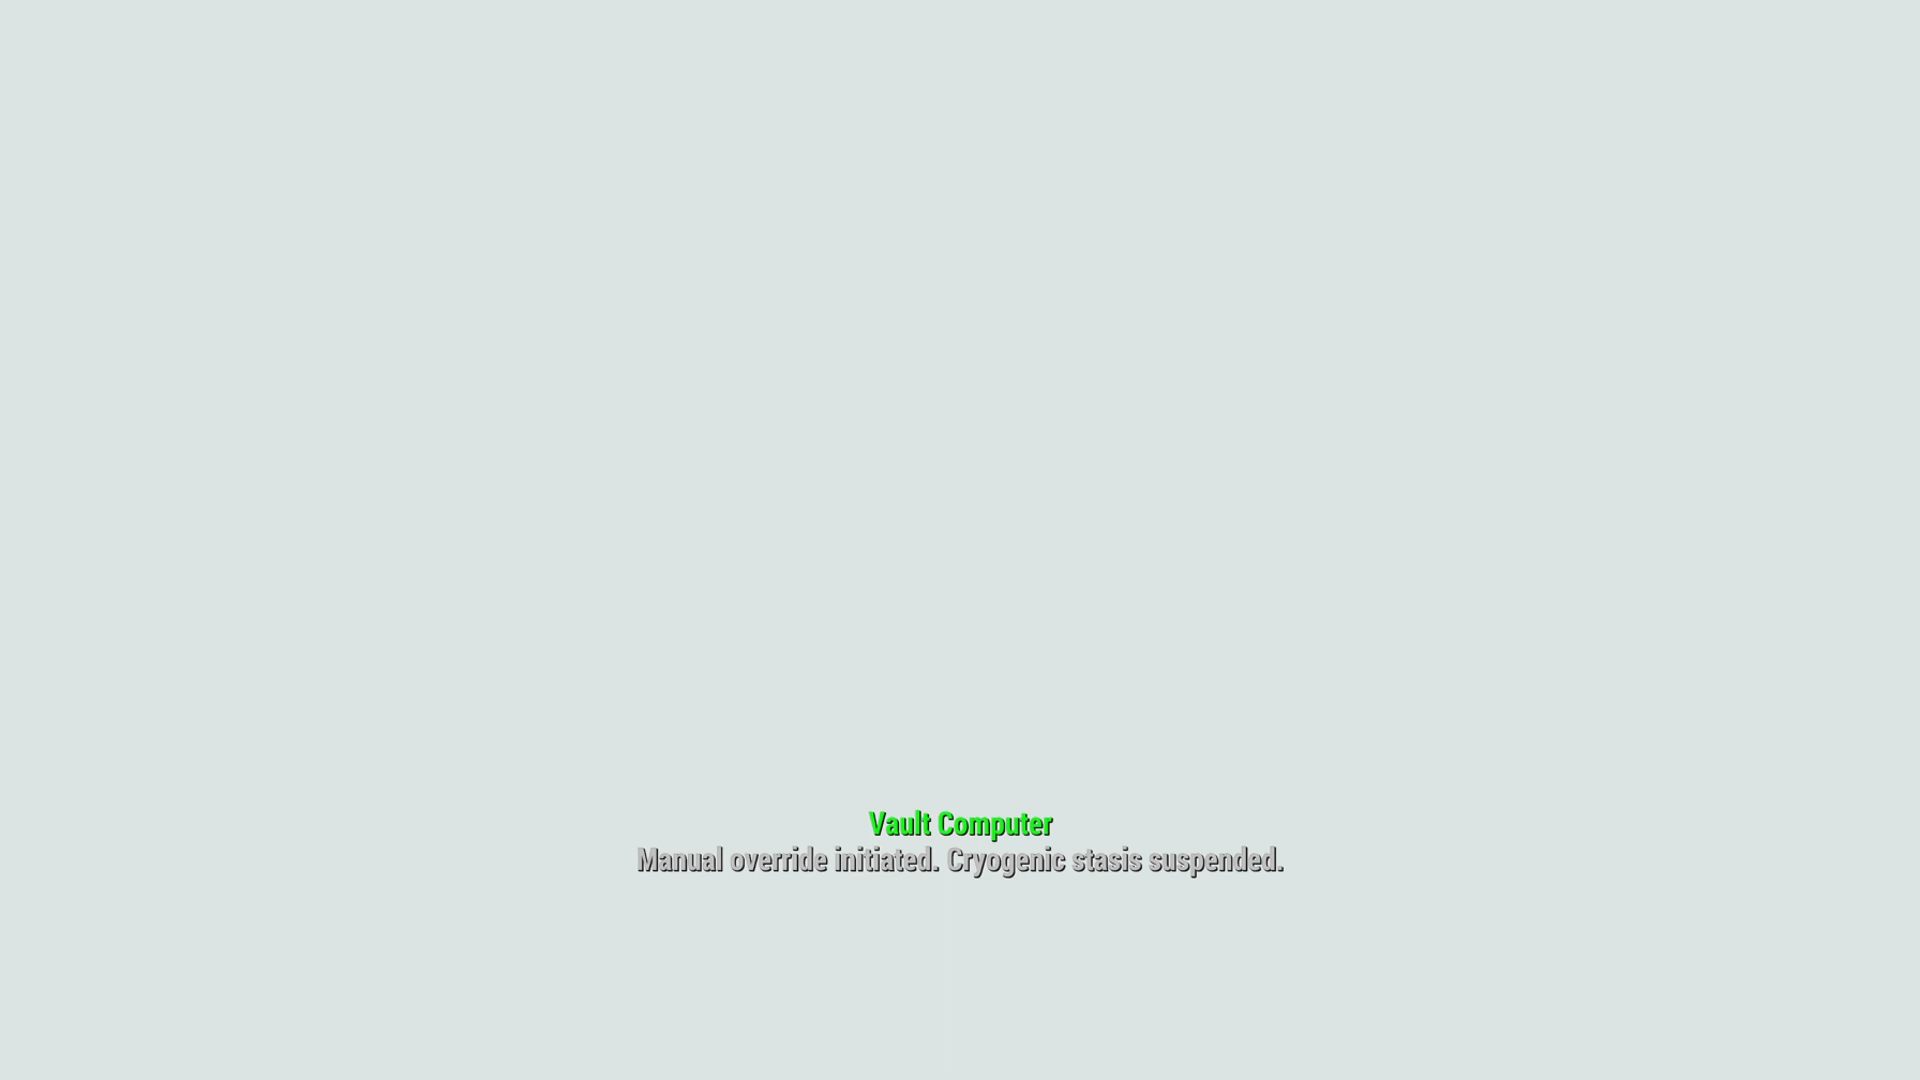 Vault Computer
Manual override initiated. Cryogenic stasis suspended.